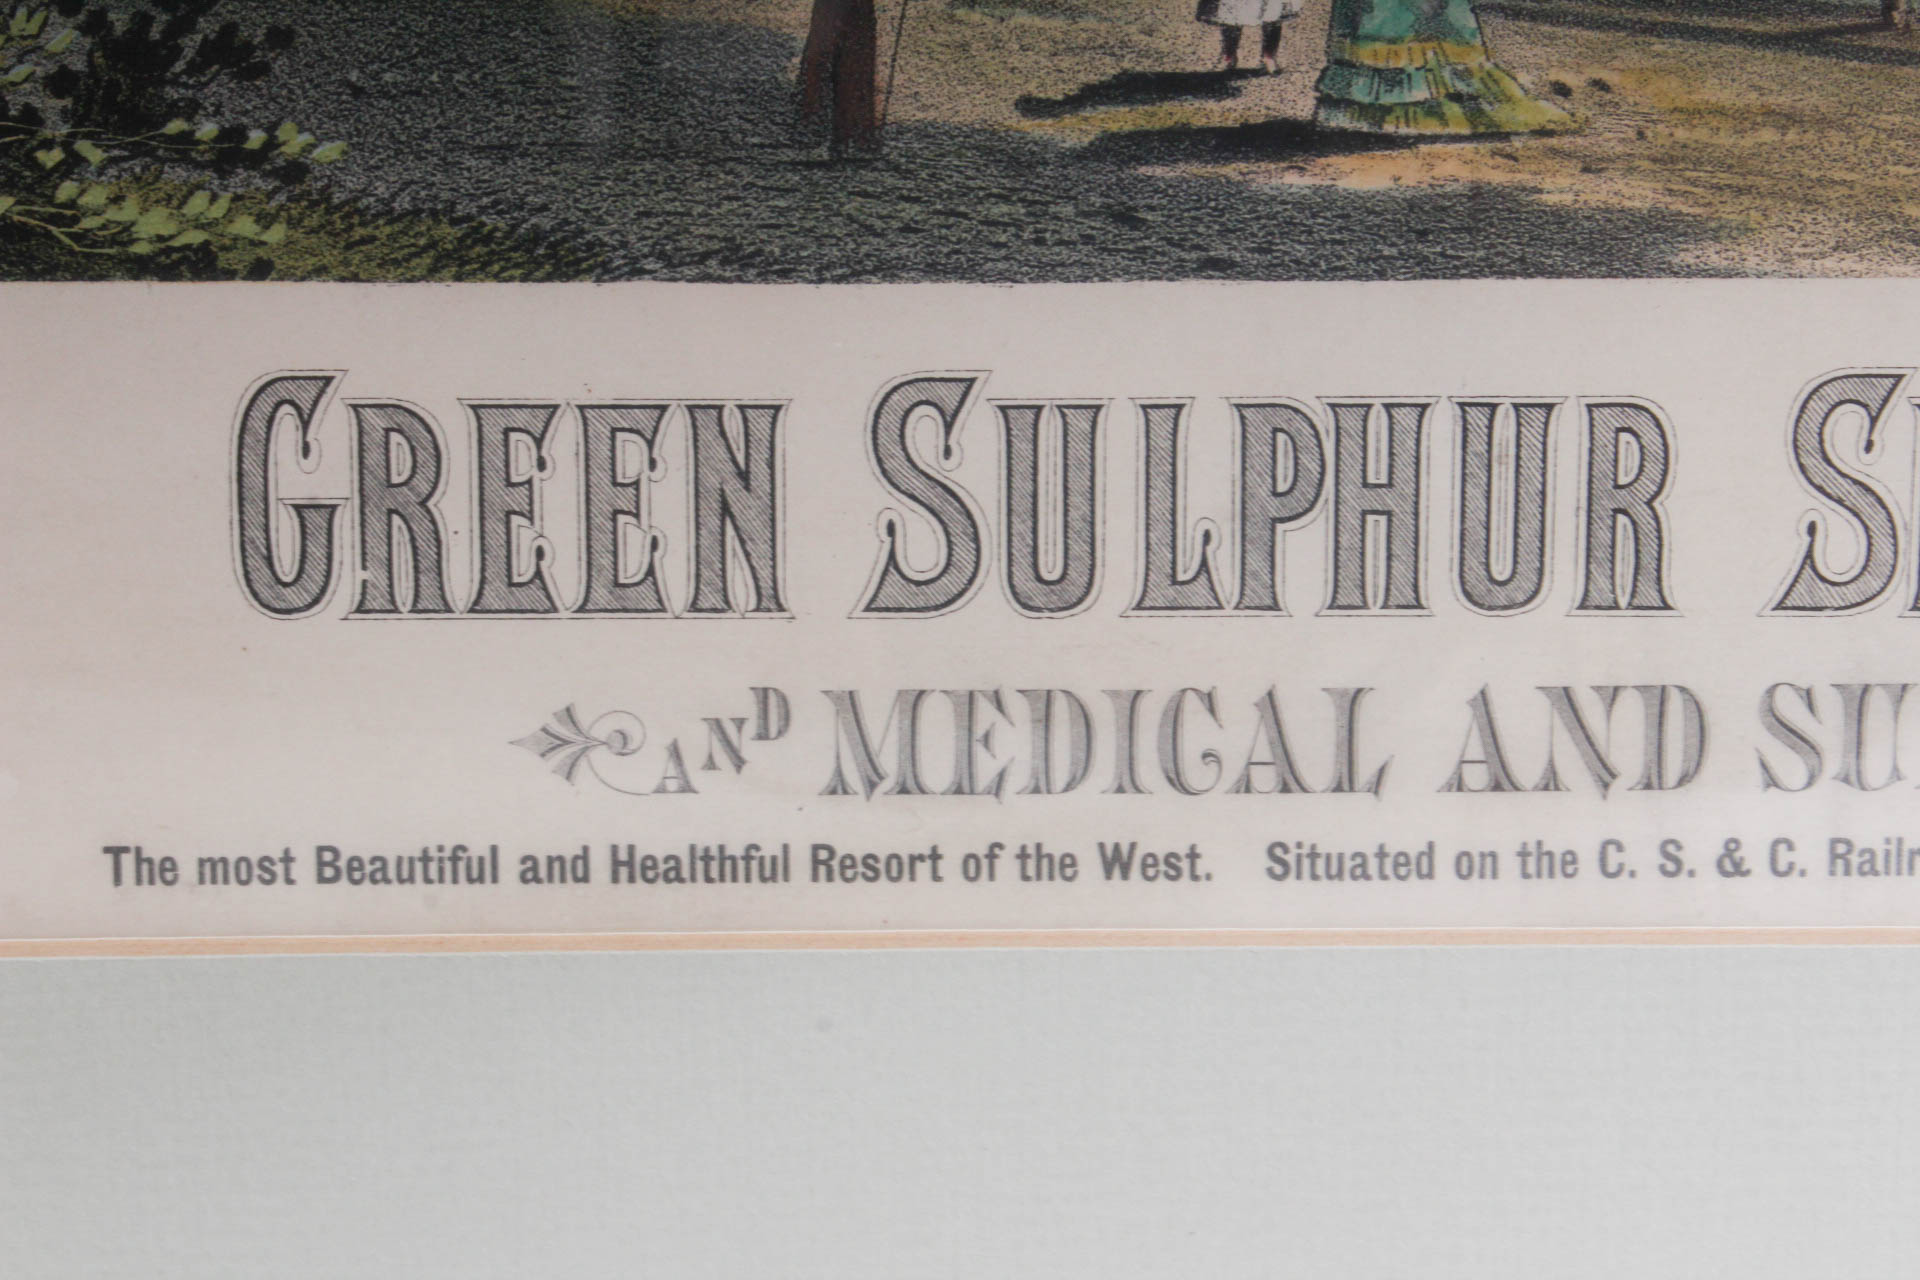 GREEN SULPHUR
AND MEDICAL AND
The most Beautiful and Healthful Resort of the West. Situated on the C. S. & C.